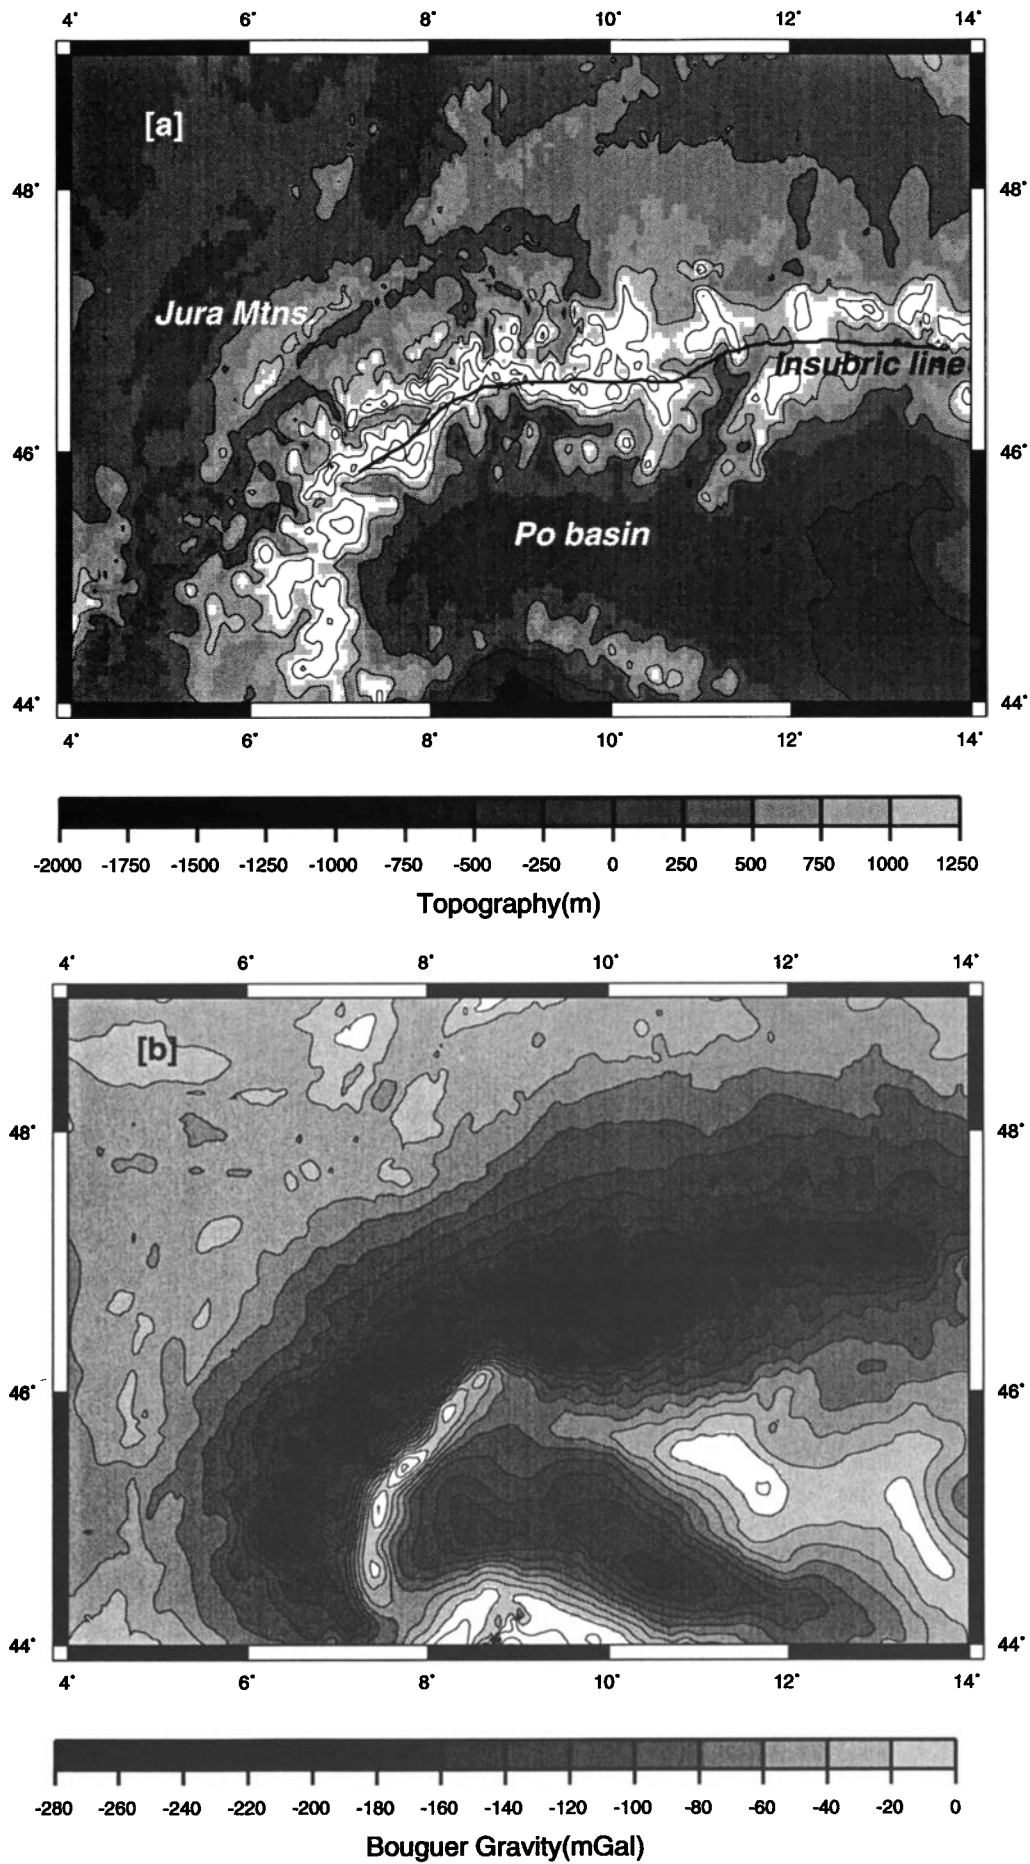 4° 6° 8° 10° 12° 14°
[a]
48° 48°
Jura Mtns
Insubric line
46° 46°
Po basin
44° 44°
4° 6° 8° 10° 12° 14°
-2000 -1750 -1500 -1250 -1000 -750 -500 -250 0 250 500 750 1000 1250
Topography(m)
4° 6° 8° 10° 12° 14°
[b]
48° 48°
46° 46°
44° 44°
4° 6° 8° 10° 12° 14°
-280 -260 -240 -220 -200 -180 -160 -140 -120 -100 -80 -60 -40 -20 0
Bouguer Gravity(mGal)